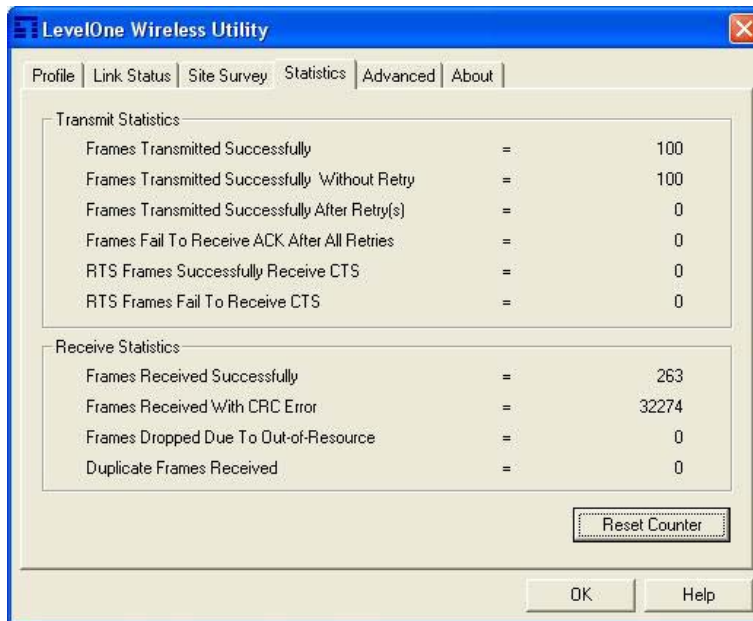 LevelOne Wireless Utility
Profile Link Status Site Survey Statistics Advanced About
Transmit Statistics
Frames Transmitted Successfully = 100
Frames Transmitted Successfully Without Retry = 100
Frames Transmitted Successfully After Retry(s) = 0
Frames Fail To Receive ACK After All Retries = 0
RTS Frames Successfully Receive CTS = 0
RTS Frames Fail To Receive CTS = 0
Receive Statistics
Frames Received Successfully = 263
Frames Received With CRC Error = 32274
Frames Dropped Due To Out-of-Resource = 0
Duplicate Frames Received = 0
Reset Counter
OK Help